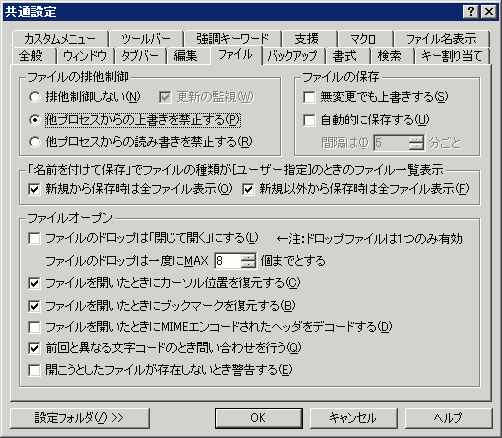 共通設定
カスタムメニュー ツールバー 強調キーワード 支援 マクロ ファイル名表示
全般 ウィンドウ タブバー 編集 ファイル バックアップ 書式 検索 キー割り当て
ファイルの排他制御
排他制御しない(N) 更新の監視(W)
他プロセスからの上書きを禁止する(P)
他プロセスからの読み書きを禁止する(R)
ファイルの保存
無変更でも上書きする(S)
自動的に保存する(U)
間隔は(I) 5 分ごと
「名前を付けて保存」でファイルの種類が[ユーザー指定]のときのファイル一覧表示
新規から保存時は全ファイル表示(O) 新規以外から保存時は全ファイル表示(F)
ファイルオープン
ファイルのドロップは「閉じて開く」にする(L) ←注:ドロップファイルは1つのみ有効
ファイルのドロップは一度にMAX 8 個までとする
ファイルを開いたときにカーソル位置を復元する(C)
ファイルを開いたときにブックマークを復元する(B)
ファイルを開いたときにMIMEエンコードされたヘッダをデコードする(D)
前回と異なる文字コードのとき問い合わせを行う(Q)
開こうとしたファイルが存在しないとき警告する(E)
設定フォルダ(/) >> OK キャンセル ヘルプ